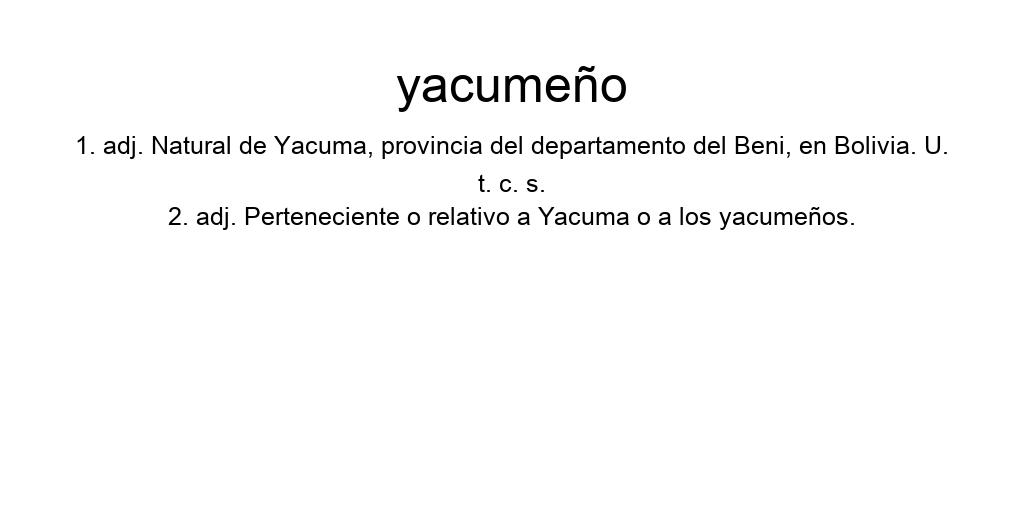 yacumeño
1. adj. Natural de Yacuma, provincia del departamento del Beni, en Bolivia. U.
t. c. s.
2. adj. Perteneciente o relativo a Yacuma o a los yacumeños.